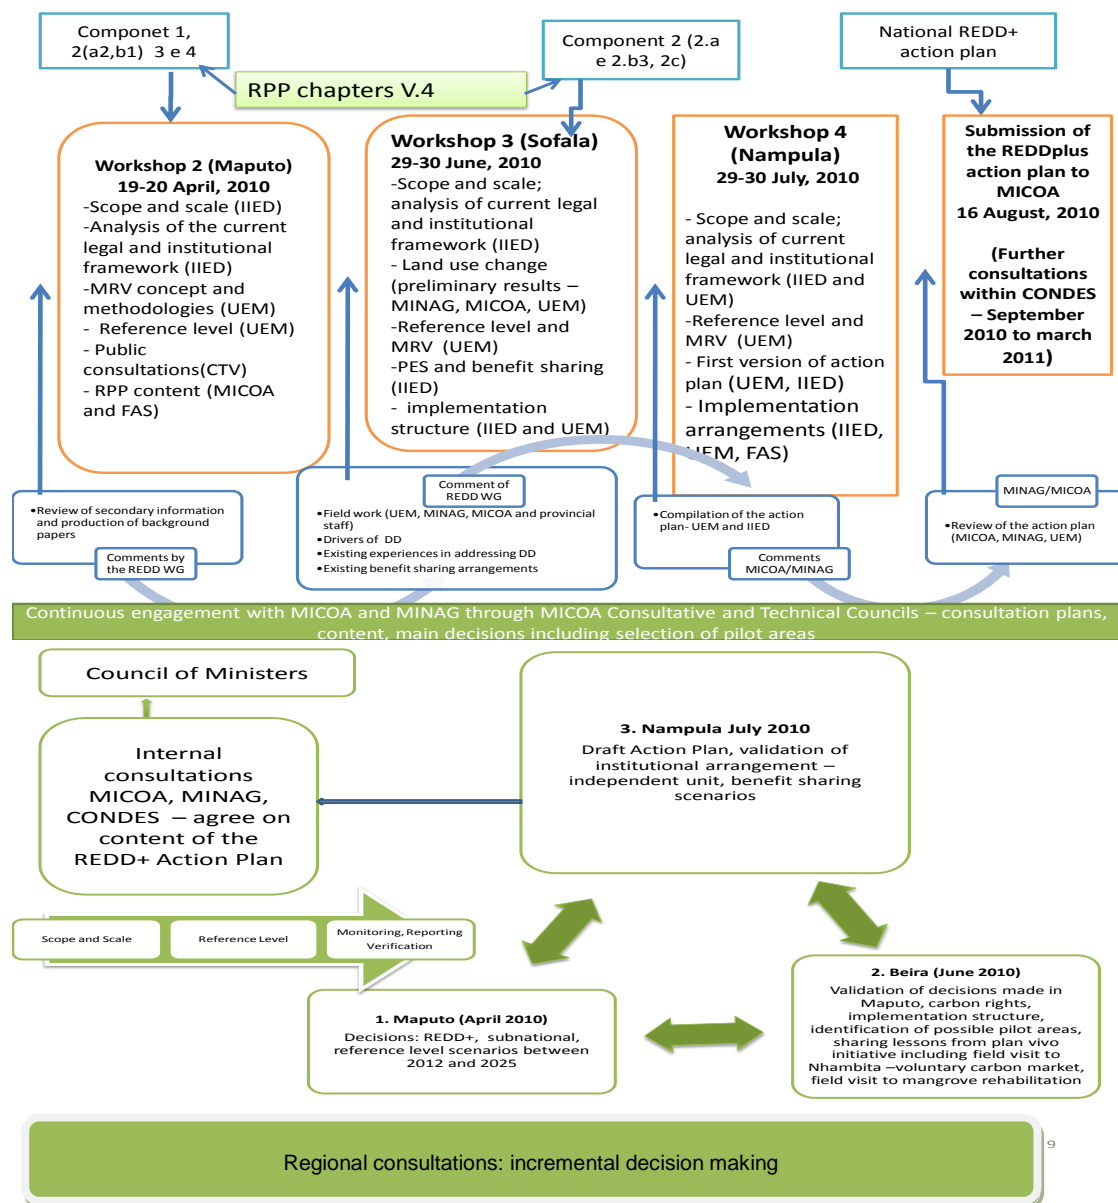 Componet 1,
2(a2,b1)  3 e 4
Component 2 (2.a
e 2.b3, 2c)
National REDD+
action plan
RPP chapters V.4
Workshop 2 (Maputo)
19-20 April, 2010
-Scope and scale (IIED)
-Analysis of the current
legal and institutional
framework (IIED)
-MRV concept and
methodologies (UEM)
- Reference level (UEM)
- Public
consultations(CTV)
- RPP content (MICOA
and FAS)
Workshop 3 (Sofala)
29-30 June, 2010
-Scope and scale;
analysis of current legal
and institutional
framework (IIED)
- Land use change
(preliminary results –
MINAG, MICOA, UEM)
-Reference level and
MRV (UEM)
-PES and benefit sharing
(IIED)
- implementation
structure (IIED and UEM)
Workshop 4
(Nampula)
29-30 July, 2010
- Scope and scale;
analysis of current
legal and institutional
framework (IIED and
UEM)
-Reference level and
MRV (UEM)
- First version of action
plan (UEM, IIED)
- Implementation
arrangements (IIED,
UEM, FAS)
Submission of
the REDDplus
action plan to
MICOA
16 August, 2010
(Further
consultations
within CONDES
– September
2010 to march
2011)
•Review of secondary information
and production of background
papers
Comments by
the REDD WG
Comment of
REDD WG
•Field work (UEM, MINAG, MICOA and provincial
staff)
•Drivers of DD
•Existing experiences in addressing DD
•Existing benefit sharing arrangements
•Compilation of the action
plan- UEM and IIED
Comments
MICOA/MINAG
MINAG/MICOA
•Review of the action plan
(MICOA, MINAG, UEM)
Continuous engagement with MICOA and MINAG through MICOA Consultative and Technical Councils – consultation plans,
content, main decisions including selection of pilot areas
Council of Ministers
Internal
consultations
MICOA, MINAG,
CONDES – agree on
content of the
REDD+ Action Plan
3. Nampula July 2010
Draft Action Plan, validation of
institutional arrangement –
independent unit, benefit sharing
scenarios
Scope and Scale
Reference Level
Monitoring, Reporting
Verification
1. Maputo (April 2010)
Decisions: REDD+, subnational,
reference level scenarios between
2012 and 2025
2. Beira (June 2010)
Validation of decisions made in
Maputo, carbon rights,
implementation structure,
identification of possible pilot areas,
sharing lessons from plan vivo
initiative including field visit to
Nhambita –voluntary carbon market,
field visit to mangrove rehabilitation
Regional consultations: incremental decision making
9